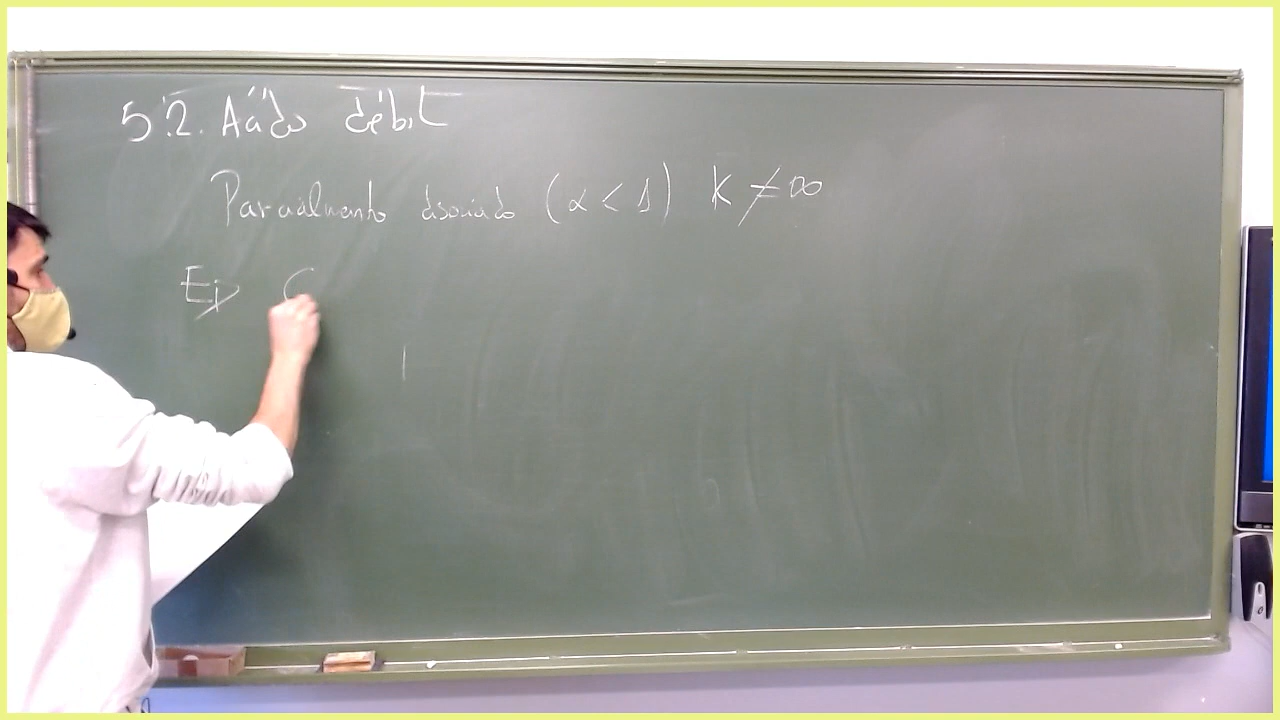 5.2. Ácido débil
Parcialmente disociado (α < 1) K ≠ ∞
Ej C